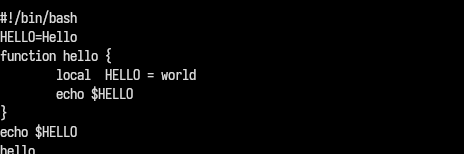 #!/bin/bash
HELLO=Hello
function hello {
        local  HELLO = world
        echo $HELLO
}
echo $HELLO
hello